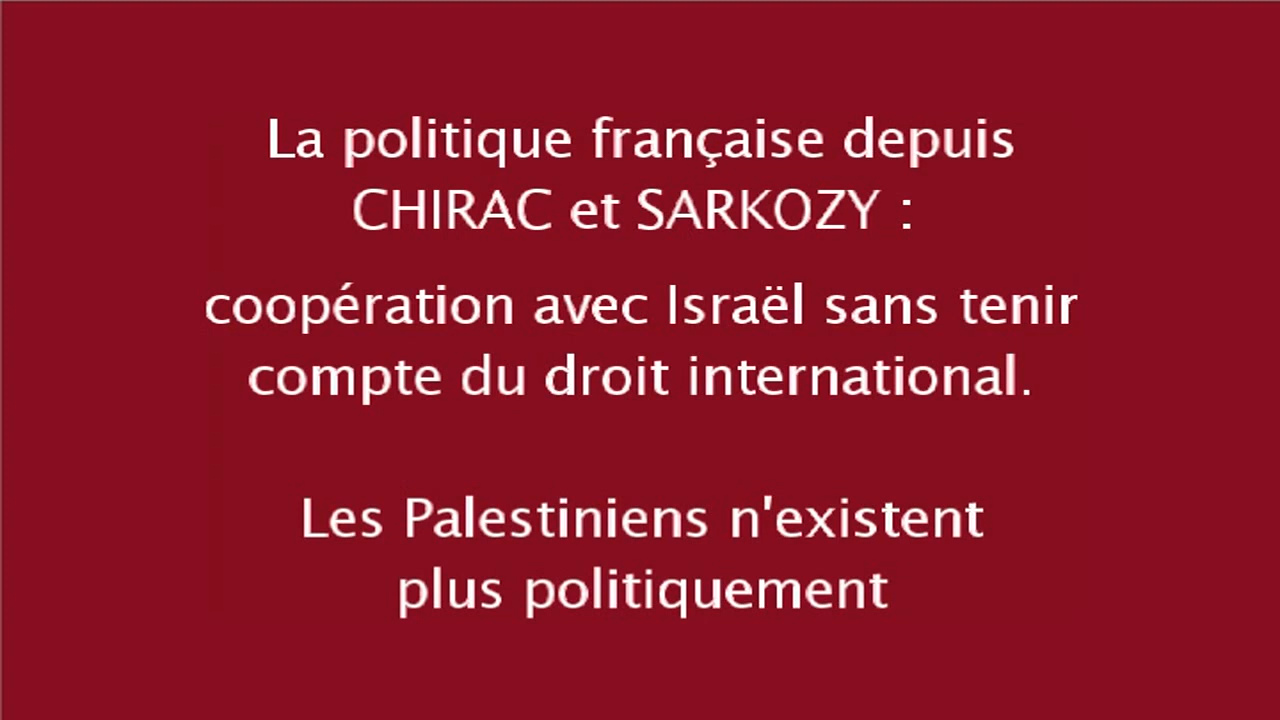 La politique française depuis
CHIRAC et SARKOZY :
coopération avec Israël sans tenir
compte du droit international.
Les Palestiniens n'existent
plus politiquement